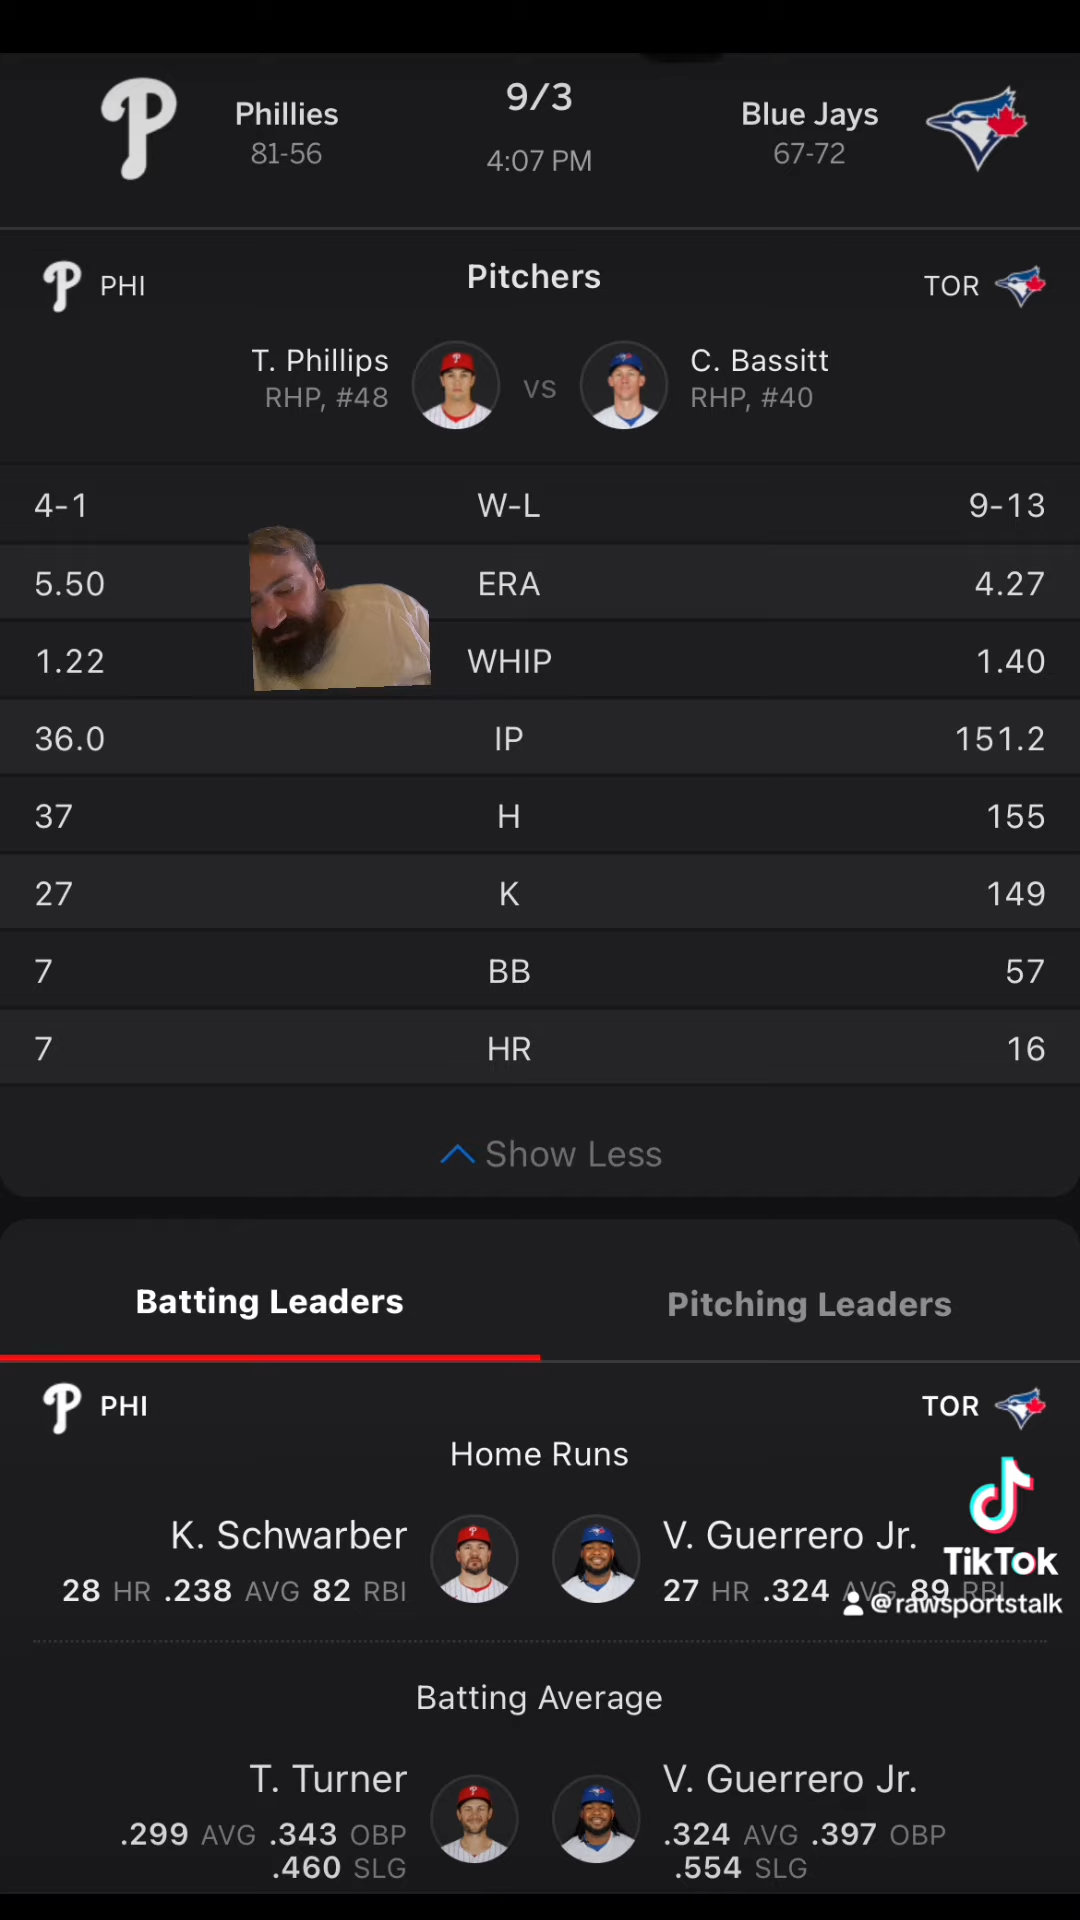 Phillies
81-56
9/3
4:07 PM
Blue Jays
67-72
PHI
Pitchers
TOR
T. Phillips
RHP, #48
vs
C. Bassitt
RHP, #40
4-1 W-L 9-13
5.50 ERA 4.27
1.22 WHIP 1.40
36.0 IP 151.2
37 H 155
27 K 149
7 BB 57
7 HR 16
Show Less
Batting Leaders
Pitching Leaders
PHI
TOR
Home Runs
K. Schwarber
28 HR .238 AVG 82 RBI
V. Guerrero Jr.
27 HR .324 AVG 89 RBI
TikTok
@rawsportstalk
Batting Average
T. Turner
.299 AVG .343 OBP
.460 SLG
V. Guerrero Jr.
.324 AVG .397 OBP
.554 SLG